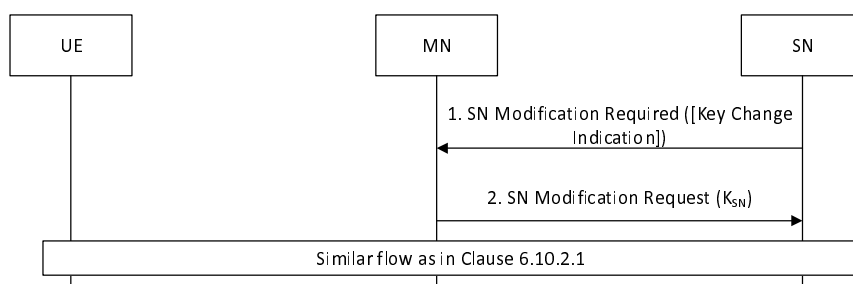 UE
MN
SN
1. SN Modification Required ([Key Change
Indication])
2. SN Modification Request (KSN)
Similar flow as in Clause 6.10.2.1